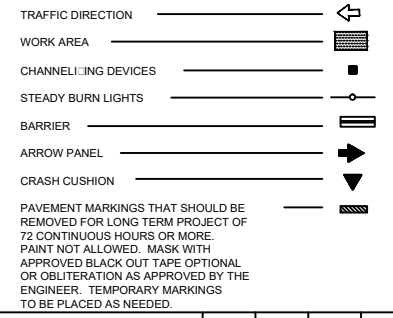 TRAFFIC DIRECTION
WORK AREA
CHANNELI□ING DEVICES
STEADY BURN LIGHTS
BARRIER
ARROW PANEL
CRASH CUSHION
PAVEMENT MARKINGS THAT SHOULD BE
REMOVED FOR LONG TERM PROJECT OF
72 CONTINUOUS HOURS OR MORE.
PAINT NOT ALLOWED. MASK WITH
APPROVED BLACK OUT TAPE OPTIONAL
OR OBLITERATION AS APPROVED BY THE
ENGINEER. TEMPORARY MARKINGS
TO BE PLACED AS NEEDED.